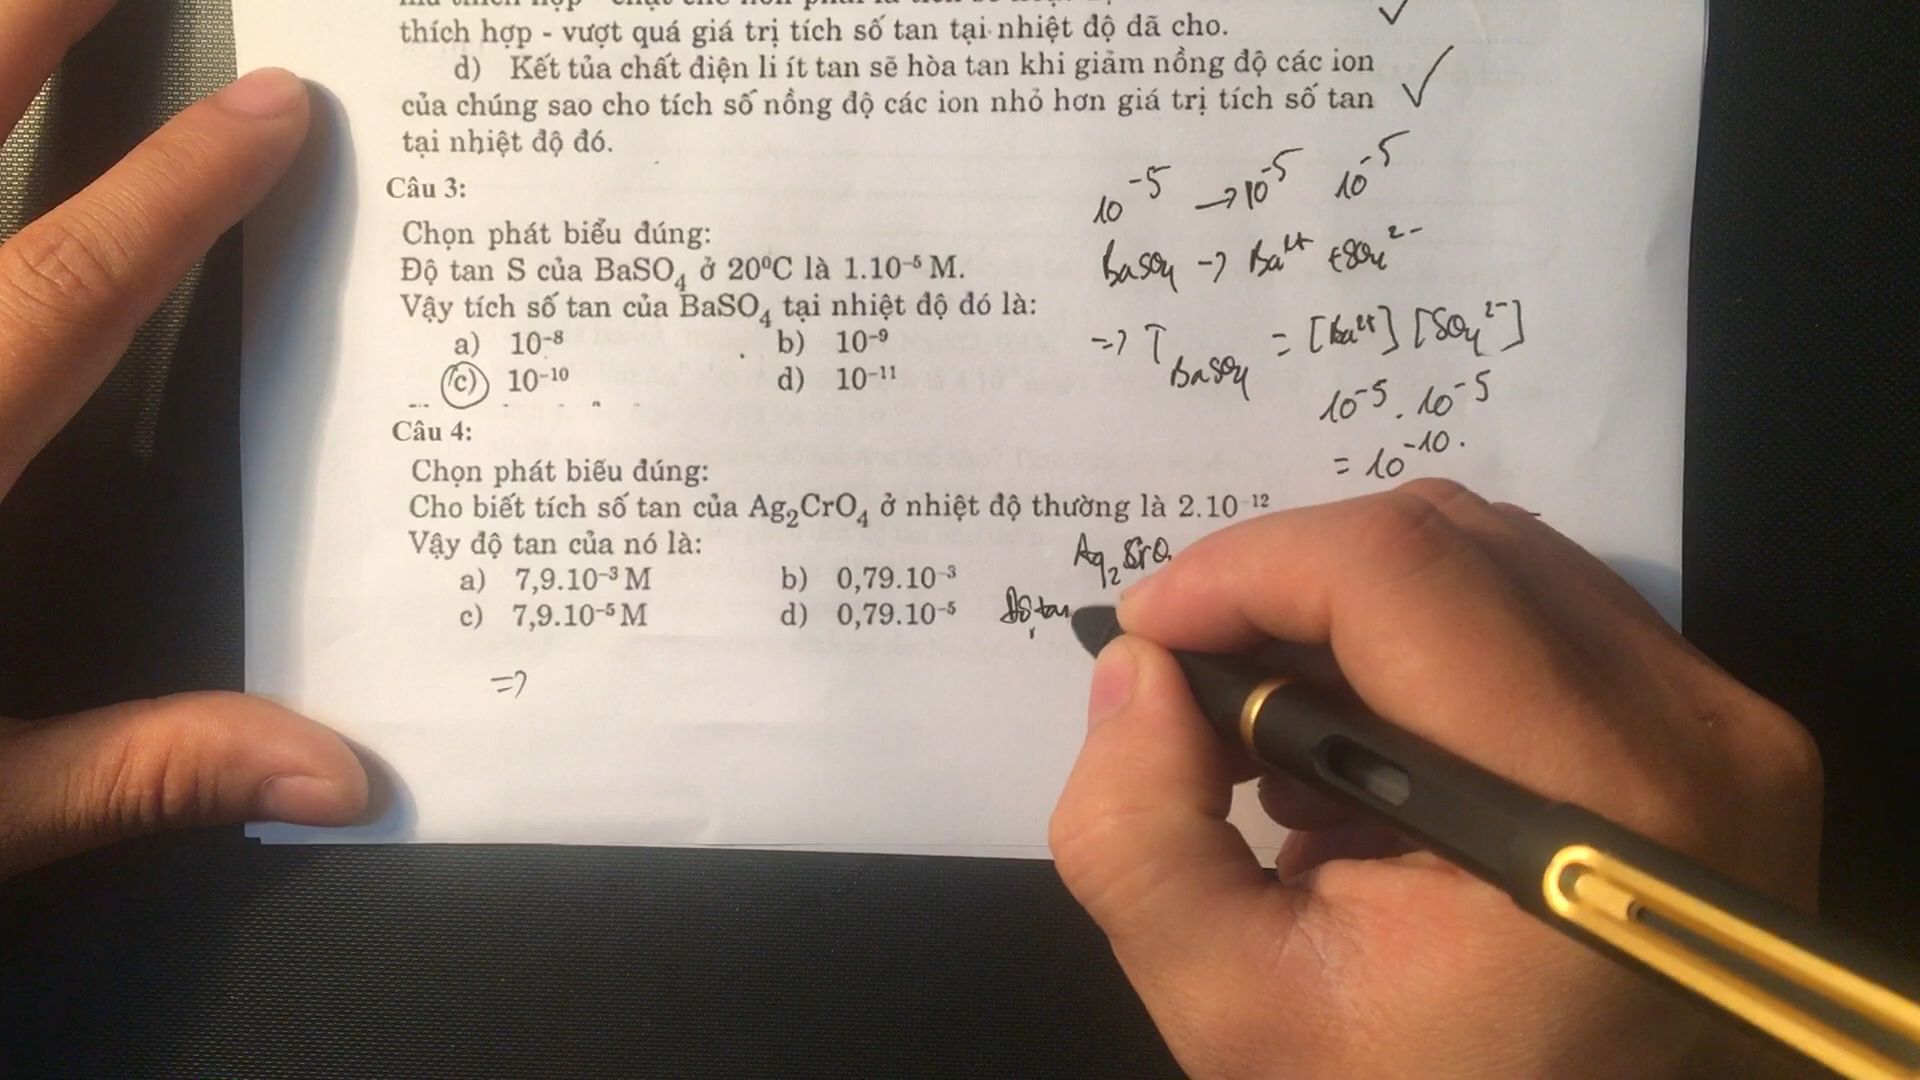 thích hợp - vượt quá giá trị tích số tan tại nhiệt độ đã cho.
d) Kết tủa chất điện li ít tan sẽ hòa tan khi giảm nồng độ các ion
của chúng sao cho tích số nồng độ các ion nhỏ hơn giá trị tích số tan
tại nhiệt độ đó.
Câu 3:
Chọn phát biểu đúng:
Độ tan S của BaSO₄ ở 20⁰C là 1.10⁻⁵ M.
Vậy tích số tan của BaSO₄ tại nhiệt độ đó là:
a) 10⁻⁸ b) 10⁻⁹
c) 10⁻¹⁰ d) 10⁻¹¹
10⁻⁵ → 10⁻⁵ 10⁻⁵
BaSO₄ → Ba²⁺ + SO₄²⁻
=> T BaSO₄ = [Ba²⁺] [SO₄²⁻]
10⁻⁵ . 10⁻⁵
= 10⁻¹⁰.
Câu 4:
Chọn phát biểu đúng:
Cho biết tích số tan của Ag₂CrO₄ ở nhiệt độ thường là 2.10⁻¹²
Vậy độ tan của nó là:
a) 7,9.10⁻³ M b) 0,79.10⁻³
c) 7,9.10⁻⁵ M d) 0,79.10⁻⁵
Ag₂CrO
Độ tan
=>